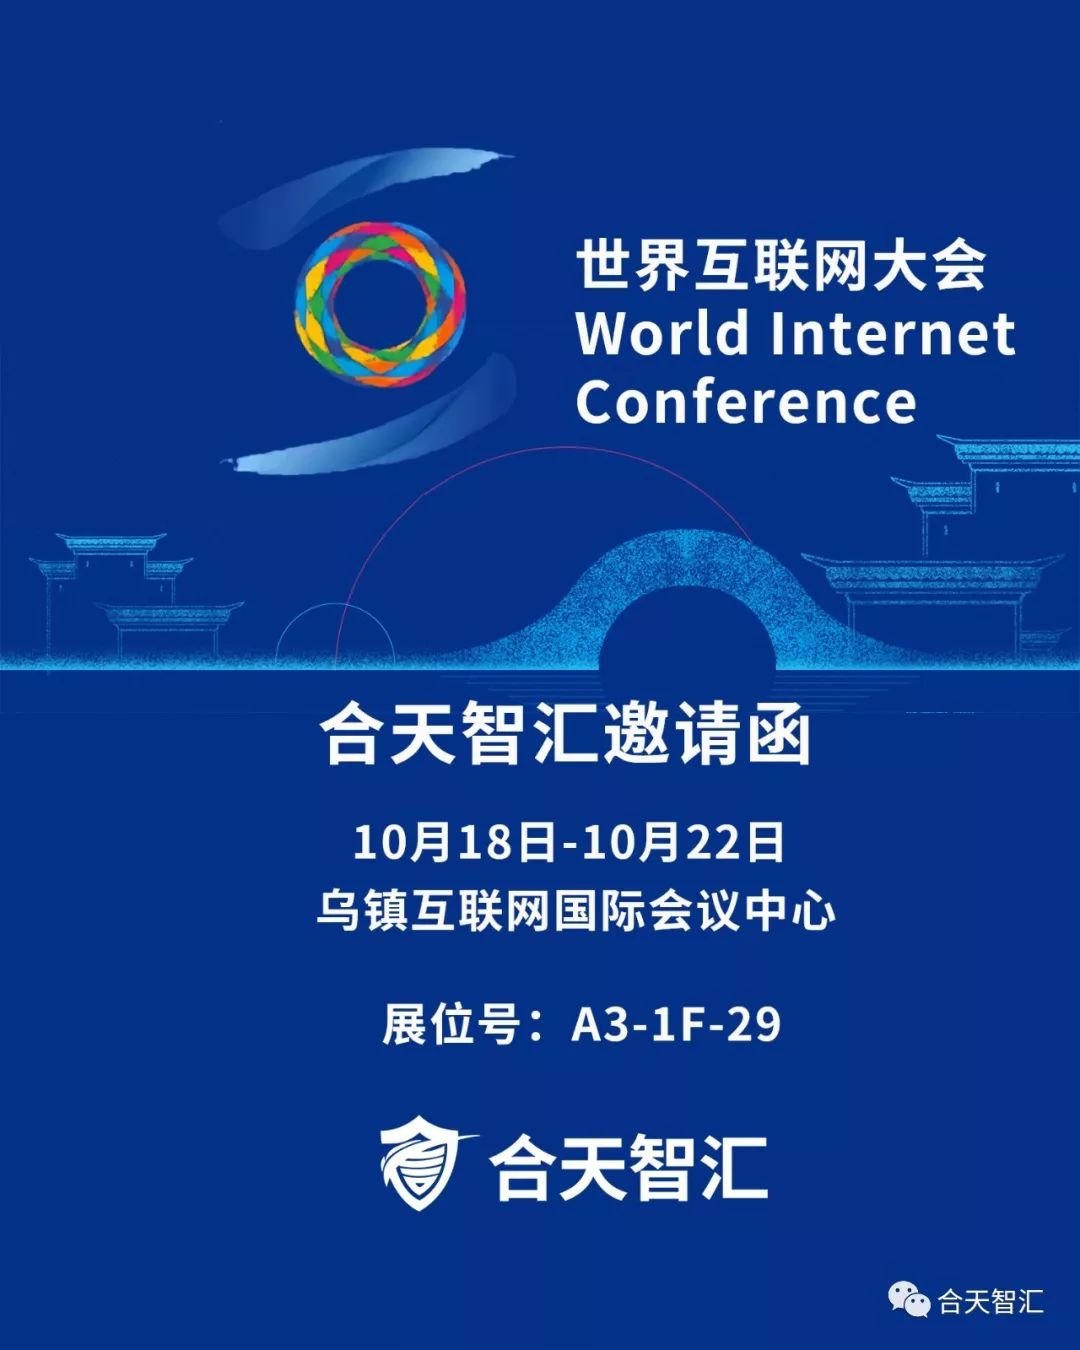 世界互联网大会
World Internet
Conference
合天智汇邀请函
10月18日-10月22日
乌镇互联网国际会议中心
展位号：A3-1F-29
合天智汇
合天智汇